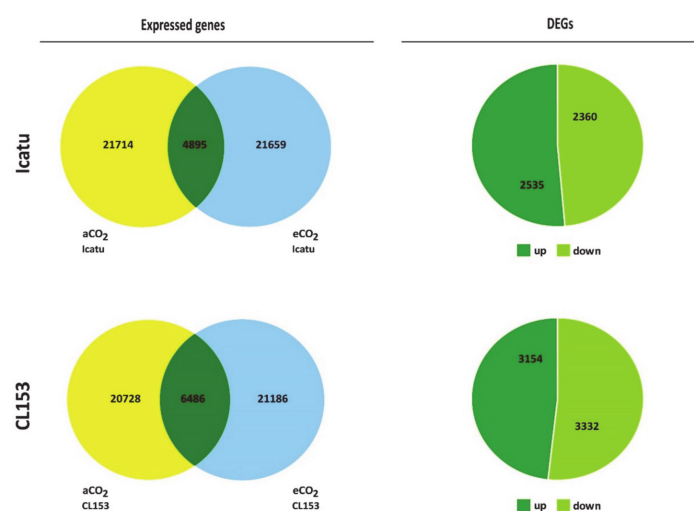 Expressed genes
DEGs
Icatu
21714
4895
21659
aCO2
Icatu
eCO2
Icatu
2360
2535
up
down
CL153
20728
6486
21186
aCO2
CL153
eCO2
CL153
3154
3332
up
down